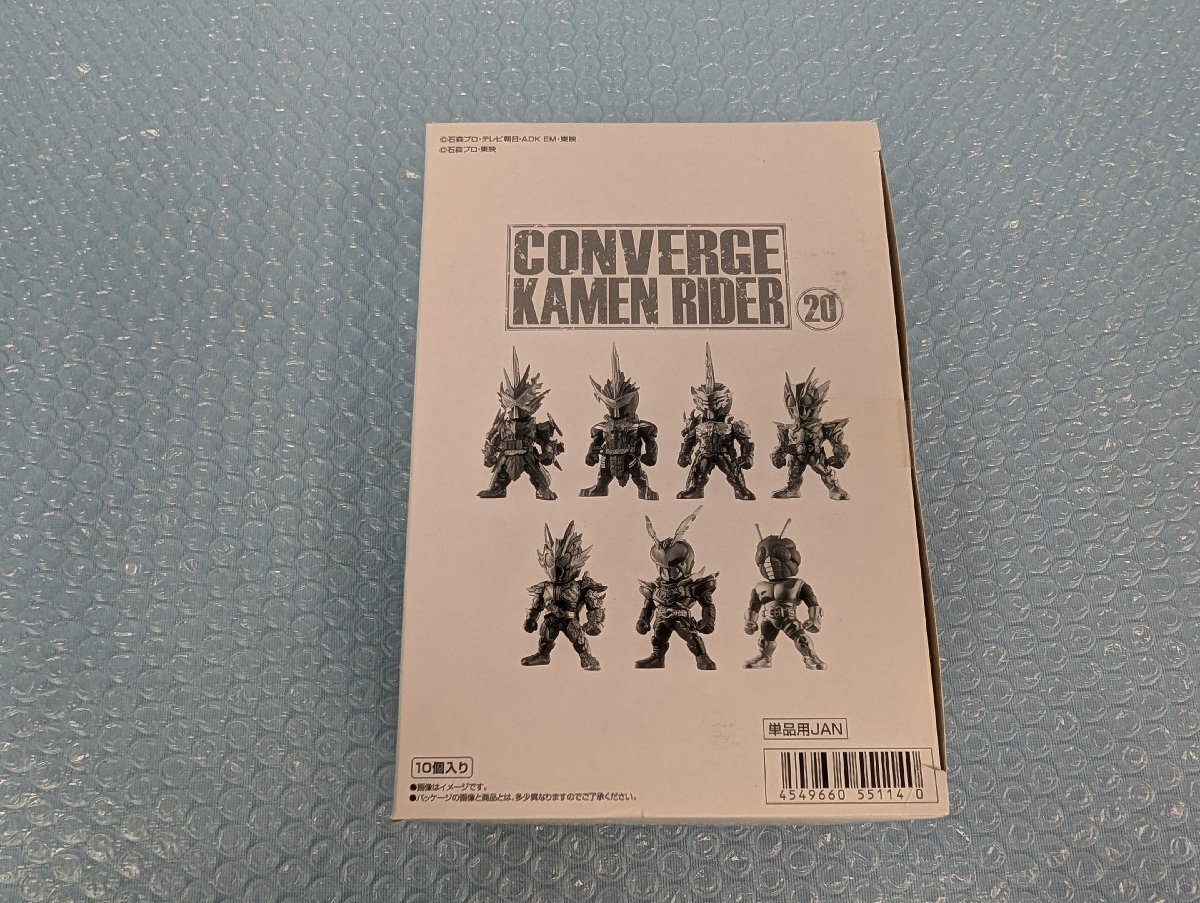 ©石森プロ・テレビ朝日・ADK EM・東映
©石森プロ・東映
CONVERGE
KAMEN RIDER 20
単品用JAN
10個入り
●画像はイメージです。
●パッケージの画像と商品とは、多少異なりますのでご了承ください。
4549660 55114 0